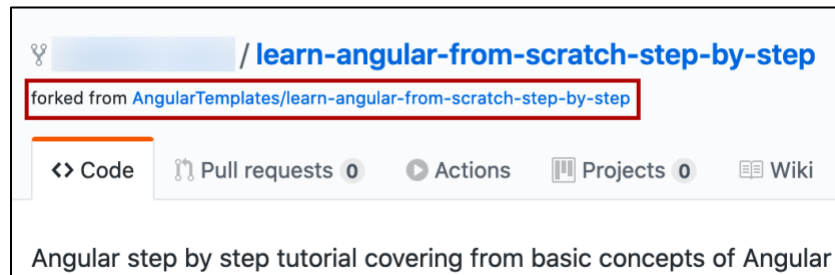 / learn-angular-from-scratch-step-by-step
forked from AngularTemplates/learn-angular-from-scratch-step-by-step
<> Code Pull requests 0 Actions Projects 0 Wiki
Angular step by step tutorial covering from basic concepts of Angular